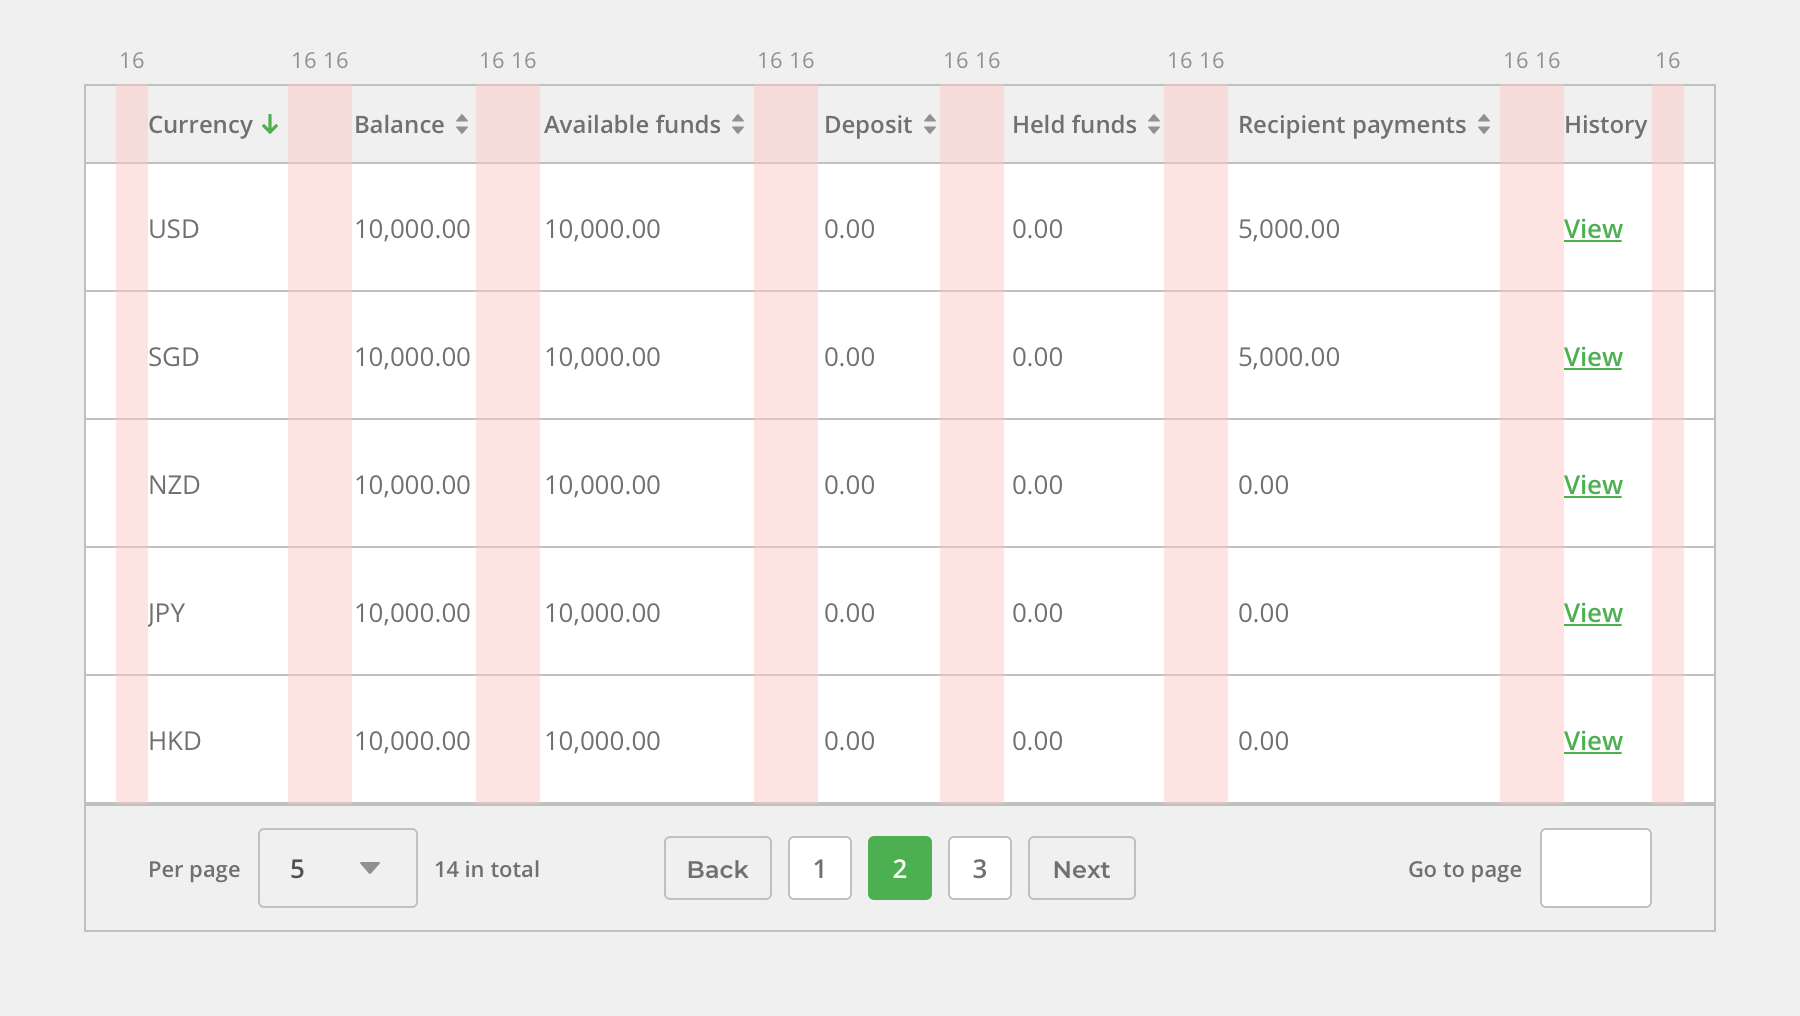 16 16 16 16 16 16 16 16 16 16 16 16 16 16
Currency Balance Available funds Deposit Held funds Recipient payments History
USD 10,000.00 10,000.00 0.00 0.00 5,000.00 View
SGD 10,000.00 10,000.00 0.00 0.00 5,000.00 View
NZD 10,000.00 10,000.00 0.00 0.00 0.00 View
JPY 10,000.00 10,000.00 0.00 0.00 0.00 View
HKD 10,000.00 10,000.00 0.00 0.00 0.00 View
Per page 5 14 in total Back 1 2 3 Next Go to page